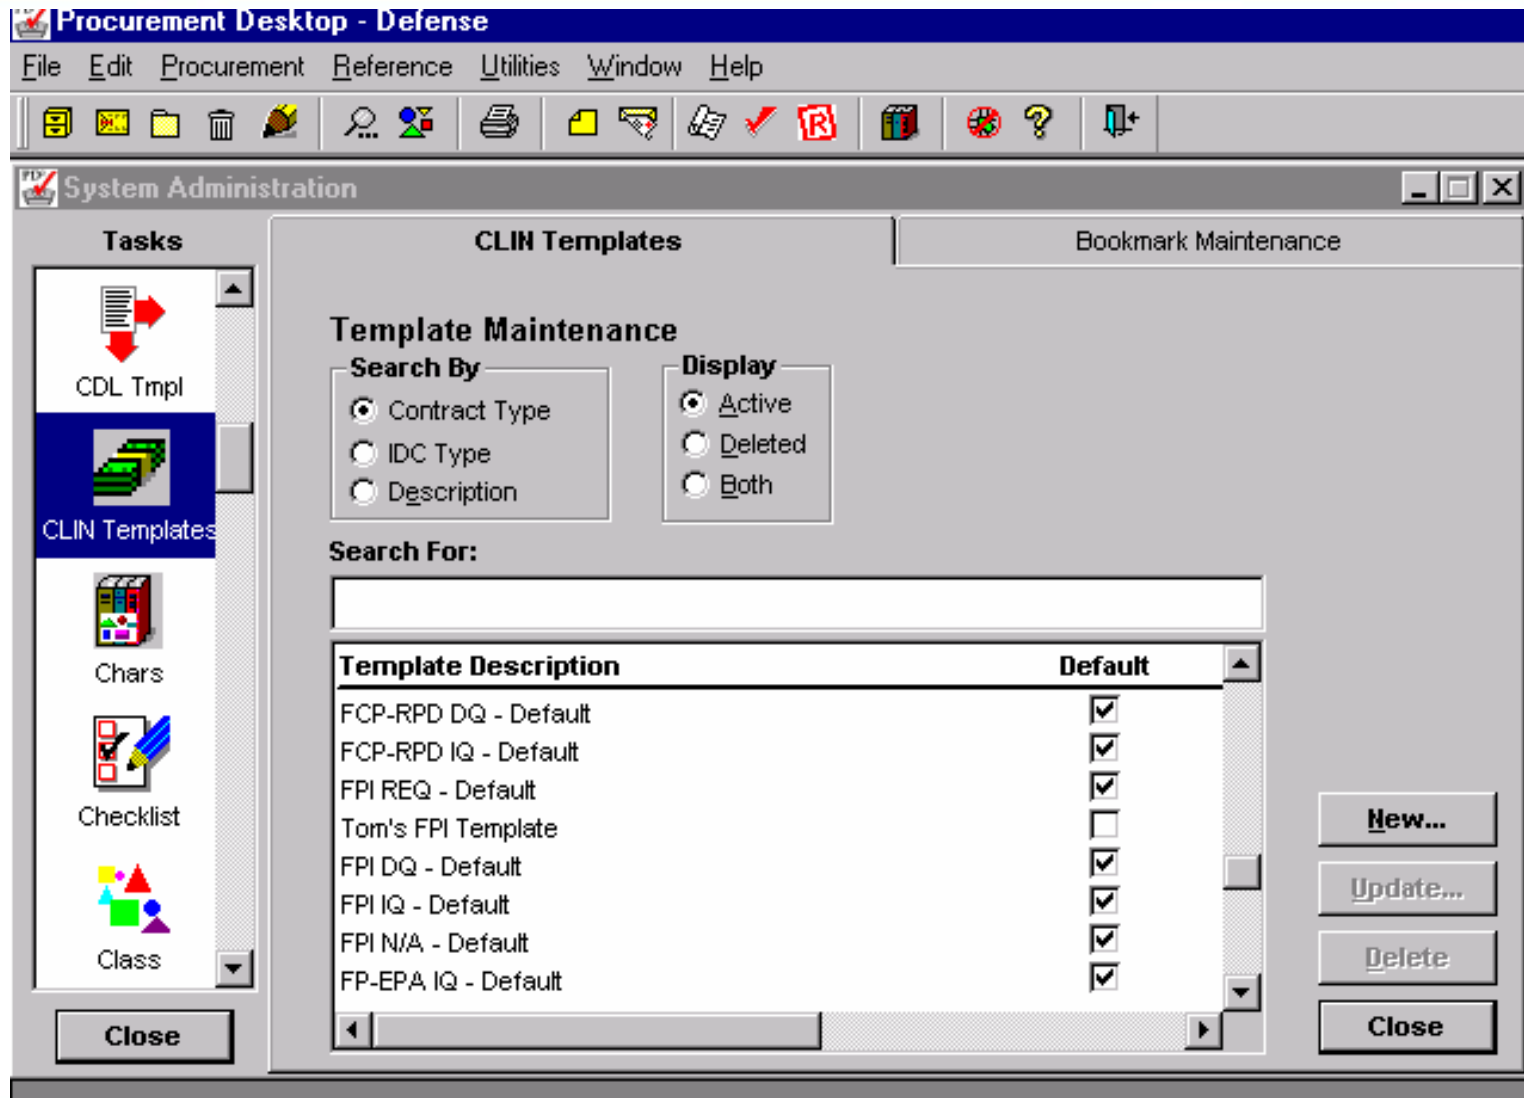 Procurement Desktop - Defense
File Edit Procurement Reference Utilities Window Help
System Administration
Tasks
CDL Tmpl
CLIN Templates
Chars
Checklist
Class
Close
CLIN Templates
Bookmark Maintenance
Template Maintenance
Search By
Contract Type
IDC Type
Description
Display
Active
Deleted
Both
Search For:
Template Description Default
FCP-RPD DQ - Default
FCP-RPD IQ - Default
FPI REQ - Default
Tom's FPI Template
FPI DQ - Default
FPI IQ - Default
FPI N/A - Default
FP-EPA IQ - Default
New...
Update...
Delete
Close